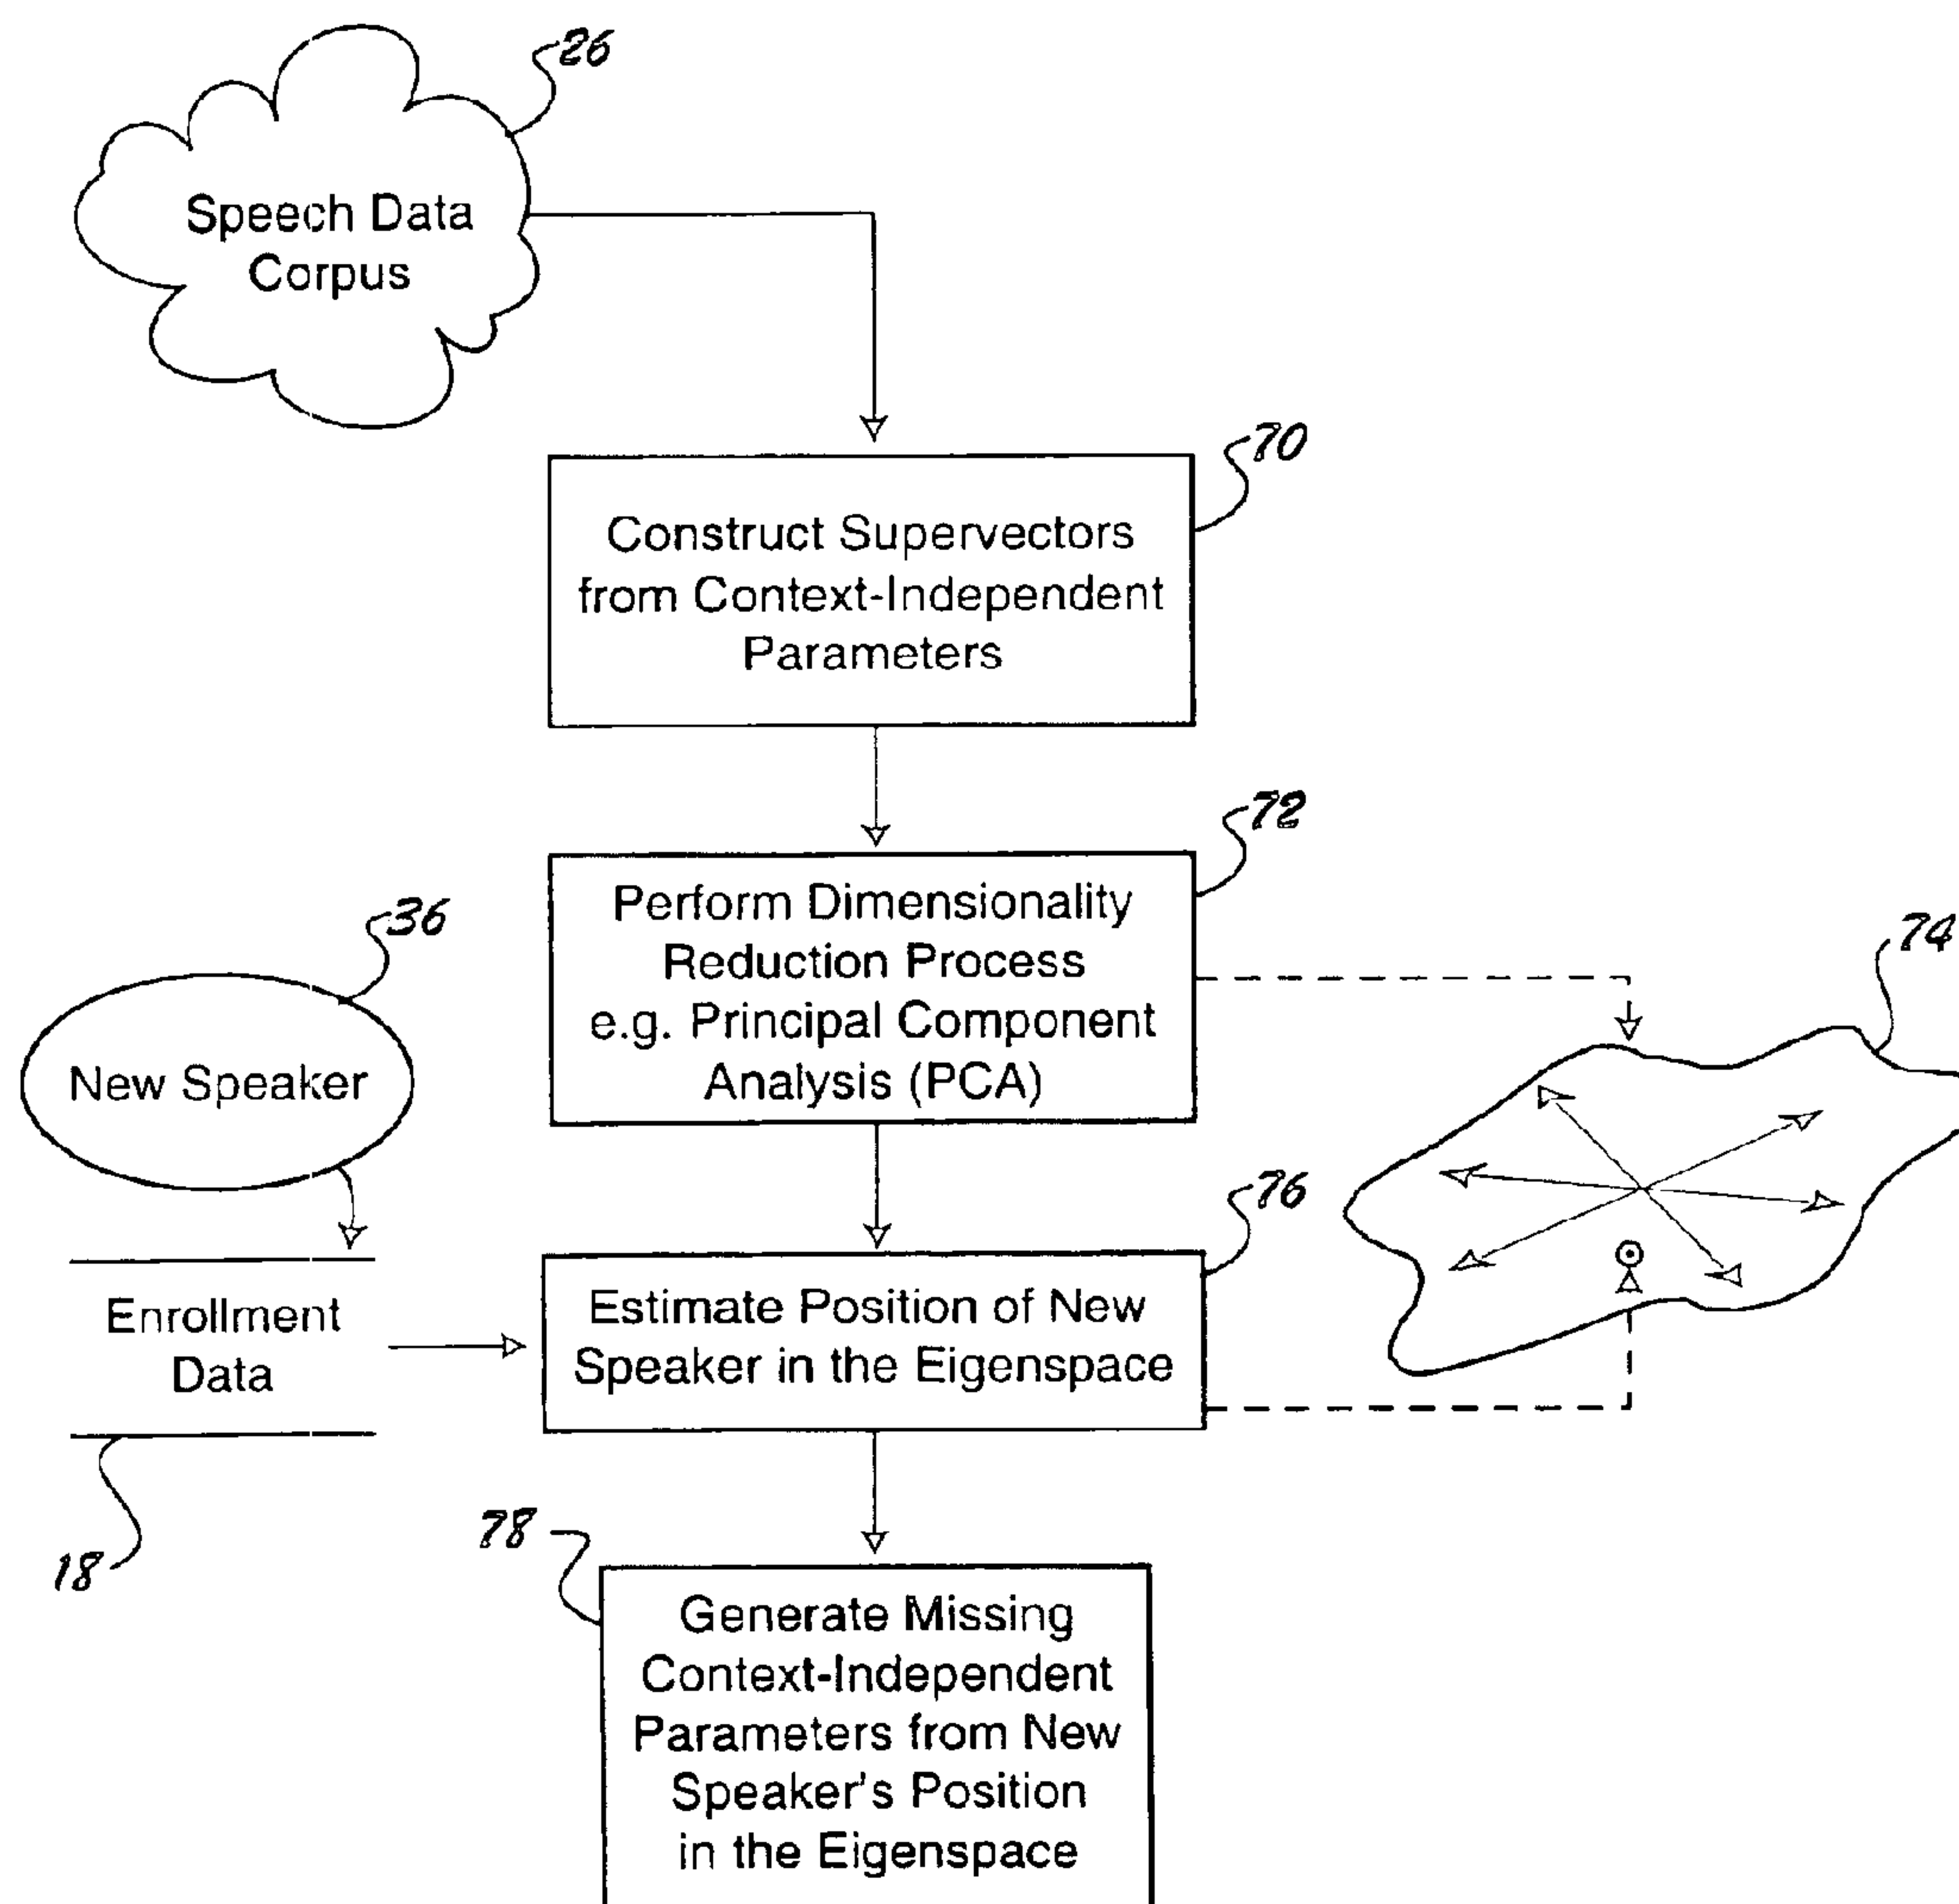 26
Speech Data
Corpus
70
Construct Supervectors
from Context-Independent
Parameters
72
Perform Dimensionality
Reduction Process
e.g. Principal Component
Analysis (PCA)
36
New Speaker
74
76
Enrollment
Data
Estimate Position of New
Speaker in the Eigenspace
18
78
Generate Missing
Context-Independent
Parameters from New
Speaker's Position
in the Eigenspace